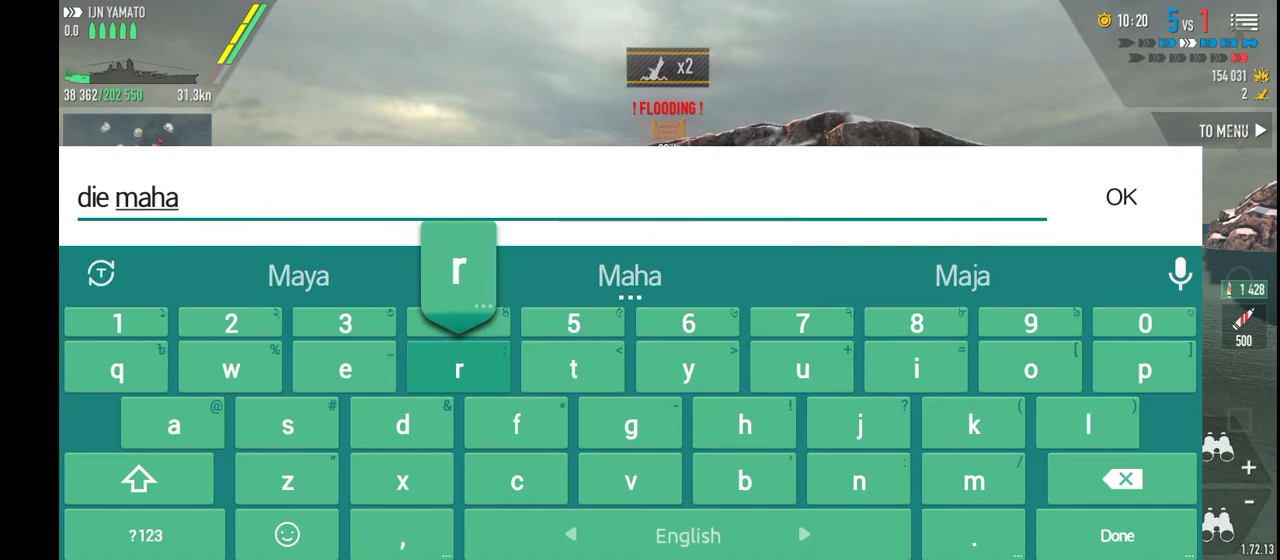 IJN YAMATO
0.0
38 362/202 550 31.3kn
x2
! FLOODING !
10:20 5 VS 1
154 031
2
TO MENU
die maha
OK
r
Maya Maha Maja
1 2 3 5 6 7 8 9 0
q w e r t y u i o p
a s d f g h j k l
z x c v b n m
?123 , English . Done
1 428
500
+
-
1.72.13